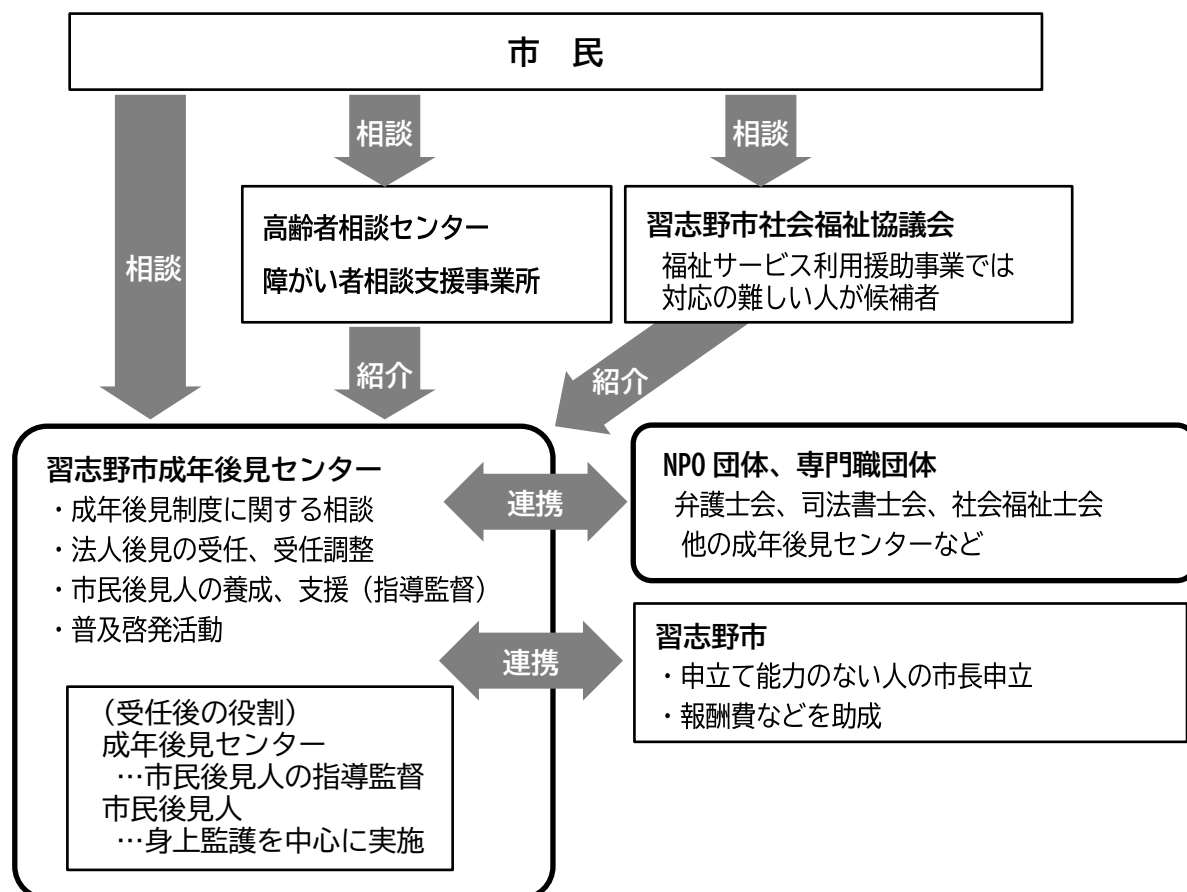 市 民
相談
相談
相談
高齢者相談センター
障がい者相談支援事業所
習志野市社会福祉協議会
福祉サービス利用援助事業では
対応の難しい人が候補者
紹介
紹介
習志野市成年後見センター
・成年後見制度に関する相談
・法人後見の受任、受任調整
・市民後見人の養成、支援（指導監督）
・普及啓発活動
（受任後の役割）
成年後見センター
…市民後見人の指導監督
市民後見人
…身上監護を中心に実施
連携
NPO 団体、専門職団体
弁護士会、司法書士会、社会福祉士会
他の成年後見センターなど
連携
習志野市
・申立て能力のない人の市長申立
・報酬費などを助成